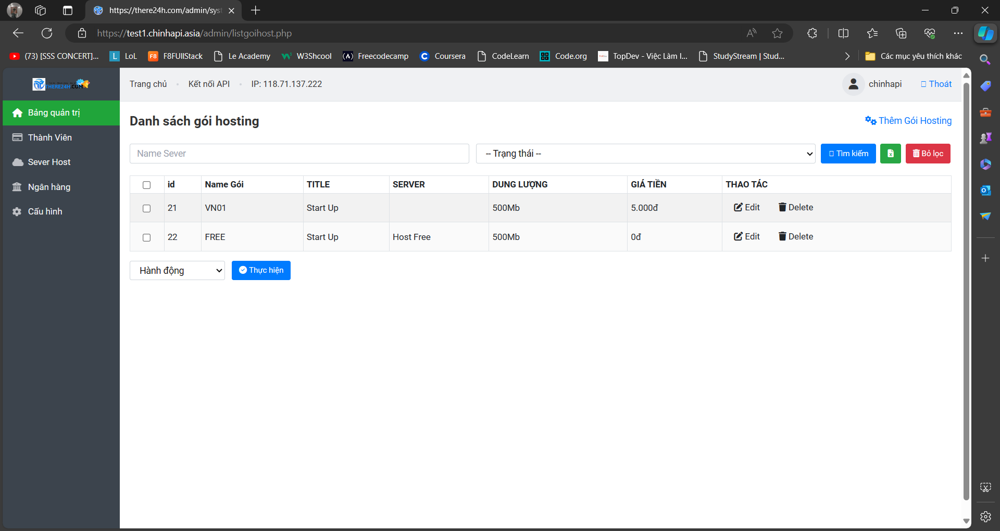 https://there24h.com/admin/sys
https://test1.chinhapi.asia/admin/listgoihost.php
(73) [SSS CONCERT]...
LoL
F8FUllStack
Le Academy
W3Shcool
Freecodecamp
Coursera
CodeLearn
Code.org
TopDev - Việc Làm I...
StudyStream | Stud...
Các mục yêu thích khác
THERE24H.COM
Trang chủ
Kết nối API
IP: 118.71.137.222
chinhapi
Thoát
Bảng quản trị
Thành Viên
Sever Host
Ngân hàng
Cấu hình
Danh sách gói hosting
Thêm Gói Hosting
Name Sever
-- Trạng thái --
Tìm kiếm
Bỏ lọc
id Name Gói TITLE SERVER DUNG LƯỢNG GIÁ TIỀN THAO TÁC
21 VN01 Start Up 500Mb 5.000đ Edit Delete
22 FREE Start Up Host Free 500Mb 0đ Edit Delete
Hành động
Thực hiện